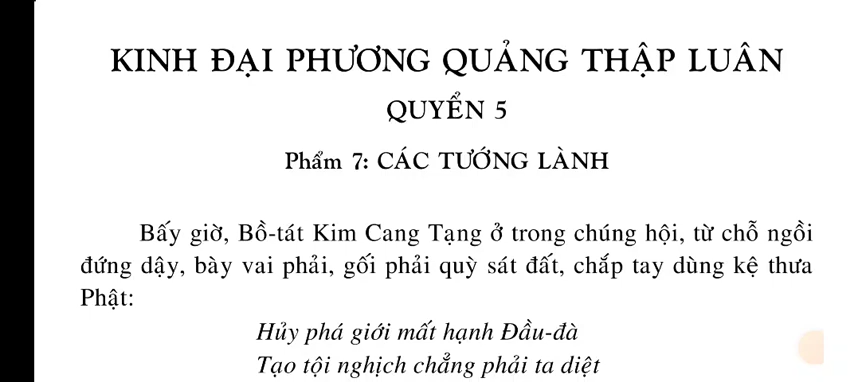 KINH ĐẠI PHƯƠNG QUẢNG THẬP LUÂN
QUYỂN 5
Phẩm 7: CÁC TƯỚNG LÀNH
Bấy giờ, Bồ-tát Kim Cang Tạng ở trong chúng hội, từ chỗ ngồi
đứng dậy, bày vai phải, gối phải quỳ sát đất, chắp tay dùng kệ thưa
Phật:
Hủy phá giới mất hạnh Đầu-đà
Tạo tội nghịch chẳng phải ta diệt